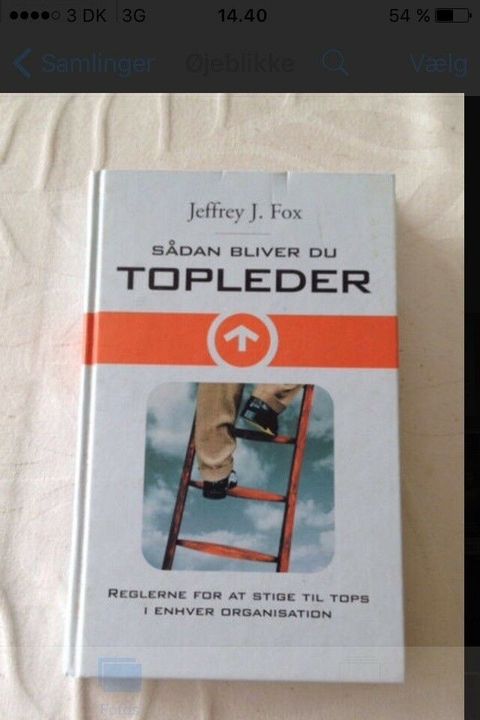 3 DK 3G 14.40 54 %
Samlinger Øjeblikke Vælg
Jeffrey J. Fox
SÅDAN BLIVER DU
TOPLEDER
REGLERNE FOR AT STIGE TIL TOPS
I ENHVER ORGANISATION
Fotos